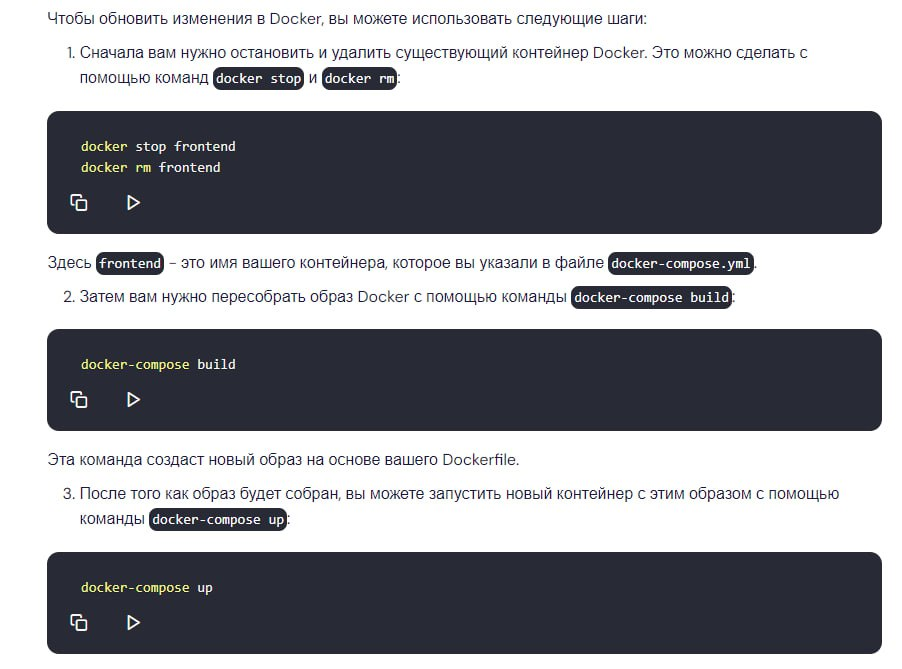 Чтобы обновить изменения в Docker, вы можете использовать следующие шаги:
1. Сначала вам нужно остановить и удалить существующий контейнер Docker. Это можно сделать с
помощью команд docker stop и docker rm:
docker stop frontend
docker rm frontend
Здесь frontend – это имя вашего контейнера, которое вы указали в файле docker-compose.yml.
2. Затем вам нужно пересобрать образ Docker с помощью команды docker-compose build:
docker-compose build
Эта команда создаст новый образ на основе вашего Dockerfile.
3. После того как образ будет собран, вы можете запустить новый контейнер с этим образом с помощью
команды docker-compose up:
docker-compose up